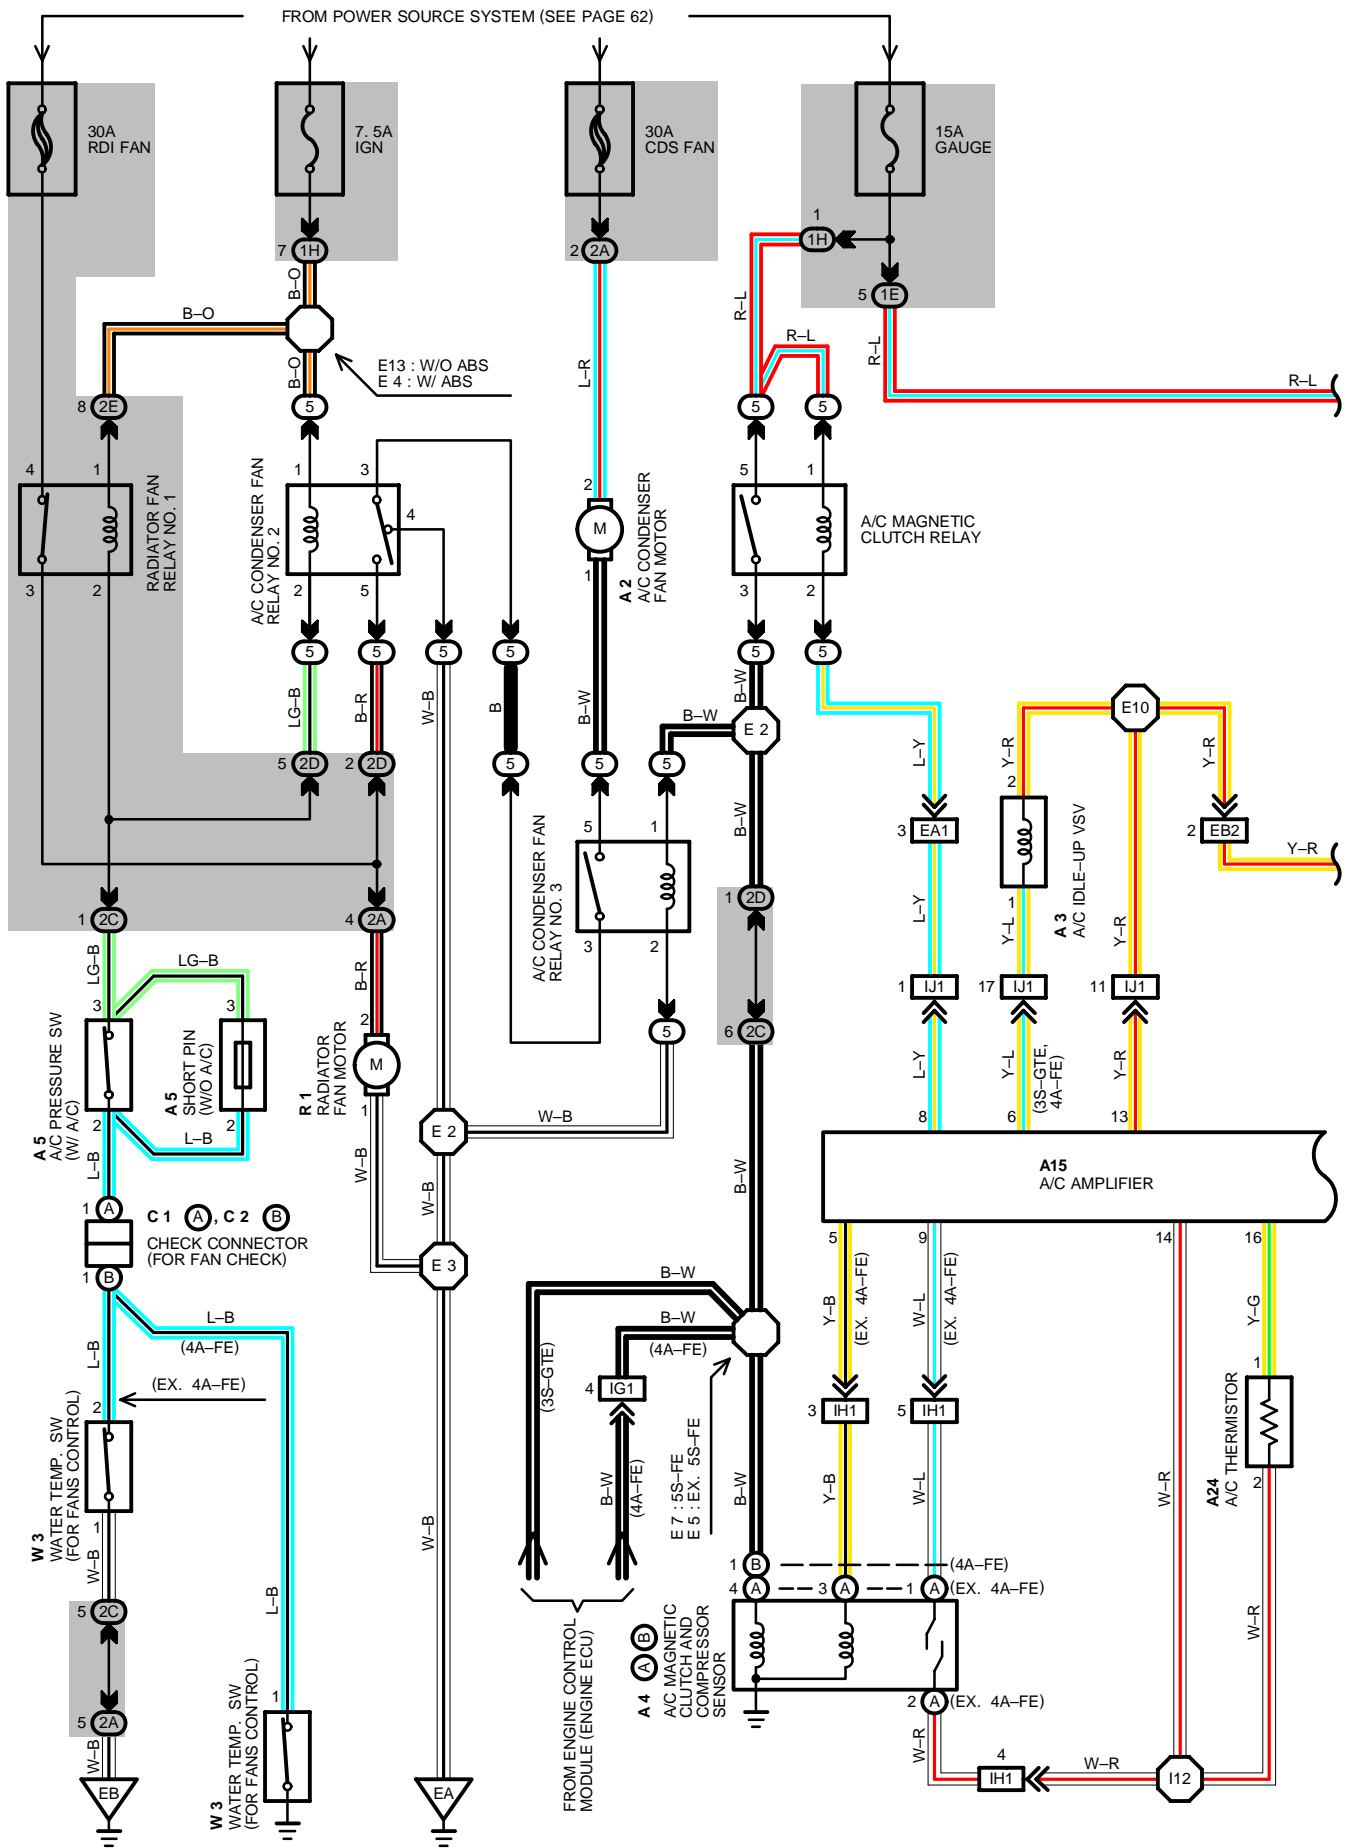 FROM POWER SOURCE SYSTEM (SEE PAGE 62)
30A
RDI FAN
7. 5A
IGN
30A
CDS FAN
15A
GAUGE
1
1H
7 1H
2 2A
5 1E
B–O
B–O
B–O
R–L
R–L
R–L
R–L
L–R
E13 : W/O ABS
E 4 : W/ ABS
8 2E
5
5
5
4
1
RADIATOR FAN
RELAY NO. 1
3
2
A/C CONDENSER FAN
RELAY NO. 2
1
3
4
2
5
2
M
1
A 2
A/C CONDENSER
FAN MOTOR
5
1
A/C MAGNETIC
CLUTCH RELAY
3
2
5
5
5
5
5
5
LG–B
B–R
W–B
B
B–W
B–W
B–W
E 2
L–Y
Y–R
E10
Y–R
5 2D
2 2D
5
5
5
B–W
3 EA1
2
A 3
A/C IDLE–UP VSV
1
2 EB2
Y–R
5
1
A/C CONDENSER FAN
RELAY NO. 3
3
2
1 2D
1 2C
4 2A
L–Y
Y–L
Y–R
LG–B
LG–B
B–R
1 IJ1
17 IJ1
11 IJ1
6 2C
5
3
3
A 5
A/C PRESSURE SW
(W/ A/C)
2
A 5
SHORT PIN
(W/O A/C)
2
R 1
RADIATOR
FAN MOTOR
2
M
1
L–Y
Y–L
(3S–GTE,
4A–FE)
Y–R
8
6
13
L–B
L–B
E 2
W–B
W–B
W–B
B–W
A15
A/C AMPLIFIER
1 A
C 1 A , C 2 B
CHECK CONNECTOR
(FOR FAN CHECK)
1 B
E 3
5
9
14
16
B–W
B–W
(4A–FE)
(3S–GTE)
4 IG1
Y–B
(EX. 4A–FE)
W–L
(EX. 4A–FE)
Y–G
L–B
(4A–FE)
L–B
(EX. 4A–FE)
3 IH1
5 IH1
1
A24
A/C THERMISTOR
2
2
W 3
WATER TEMP. SW
(FOR FANS CONTROL)
1
W–B
W–B
B–W
(4A–FE)
E 7 : 5S–FE
E 5 : EX. 5S–FE
B–W
Y–B
W–L
W–R
W–R
5 2C
L–B
5 2A
W–B
EB
1
W 3
WATER TEMP. SW
(FOR FANS CONTROL)
EA
FROM ENGINE CONTROL
MODULE (ENGINE ECU)
1 B (4A–FE)
4 A 3 A 1 A (EX. 4A–FE)
A 4 A B
A/C MAGNETIC
CLUTCH AND
COMPRESSOR
SENSOR
2 A (EX. 4A–FE)
W–R
4
IH1
W–R
I12